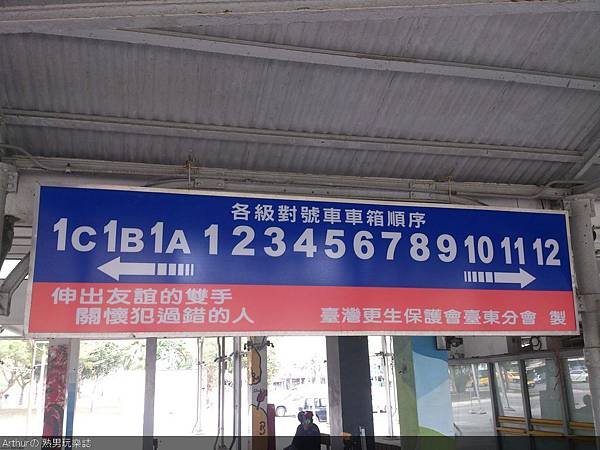 各級對號車車箱順序
1C 1B 1A 1 2 3 4 5 6 7 8 9 10 11 12
伸出友誼的雙手
關懷犯過錯的人
臺灣更生保護會臺東分會 製
Arthurの 熟男玩樂誌